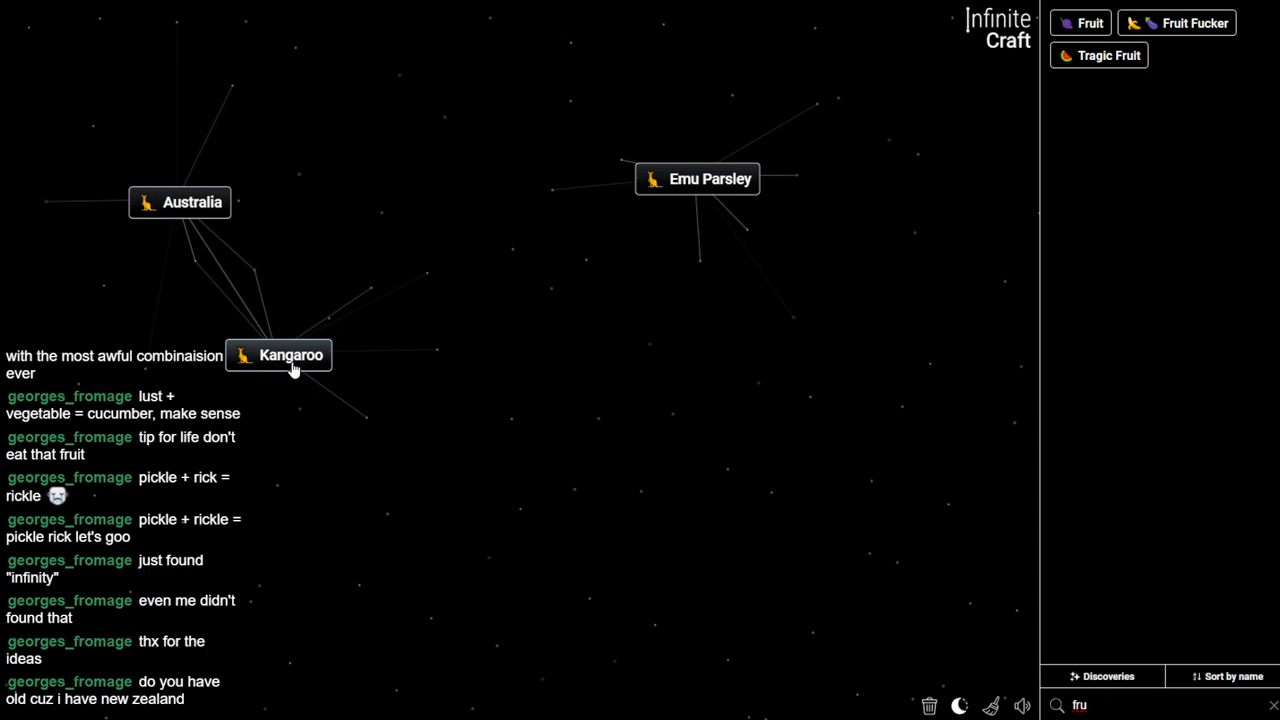 Infinite
Craft
Fruit
Fruit Fucker
Tragic Fruit
Emu Parsley
Australia
Kangaroo
with the most awful combinaision
ever
georges_fromage lust +
vegetable = cucumber, make sense
georges_fromage tip for life don't
eat that fruit
georges_fromage pickle + rick =
rickle
georges_fromage pickle + rickle =
pickle rick let's goo
georges_fromage just found
"infinity"
georges_fromage even me didn't
found that
georges_fromage thx for the
ideas
georges_fromage do you have
old cuz i have new zealand
Discoveries
Sort by name
fru